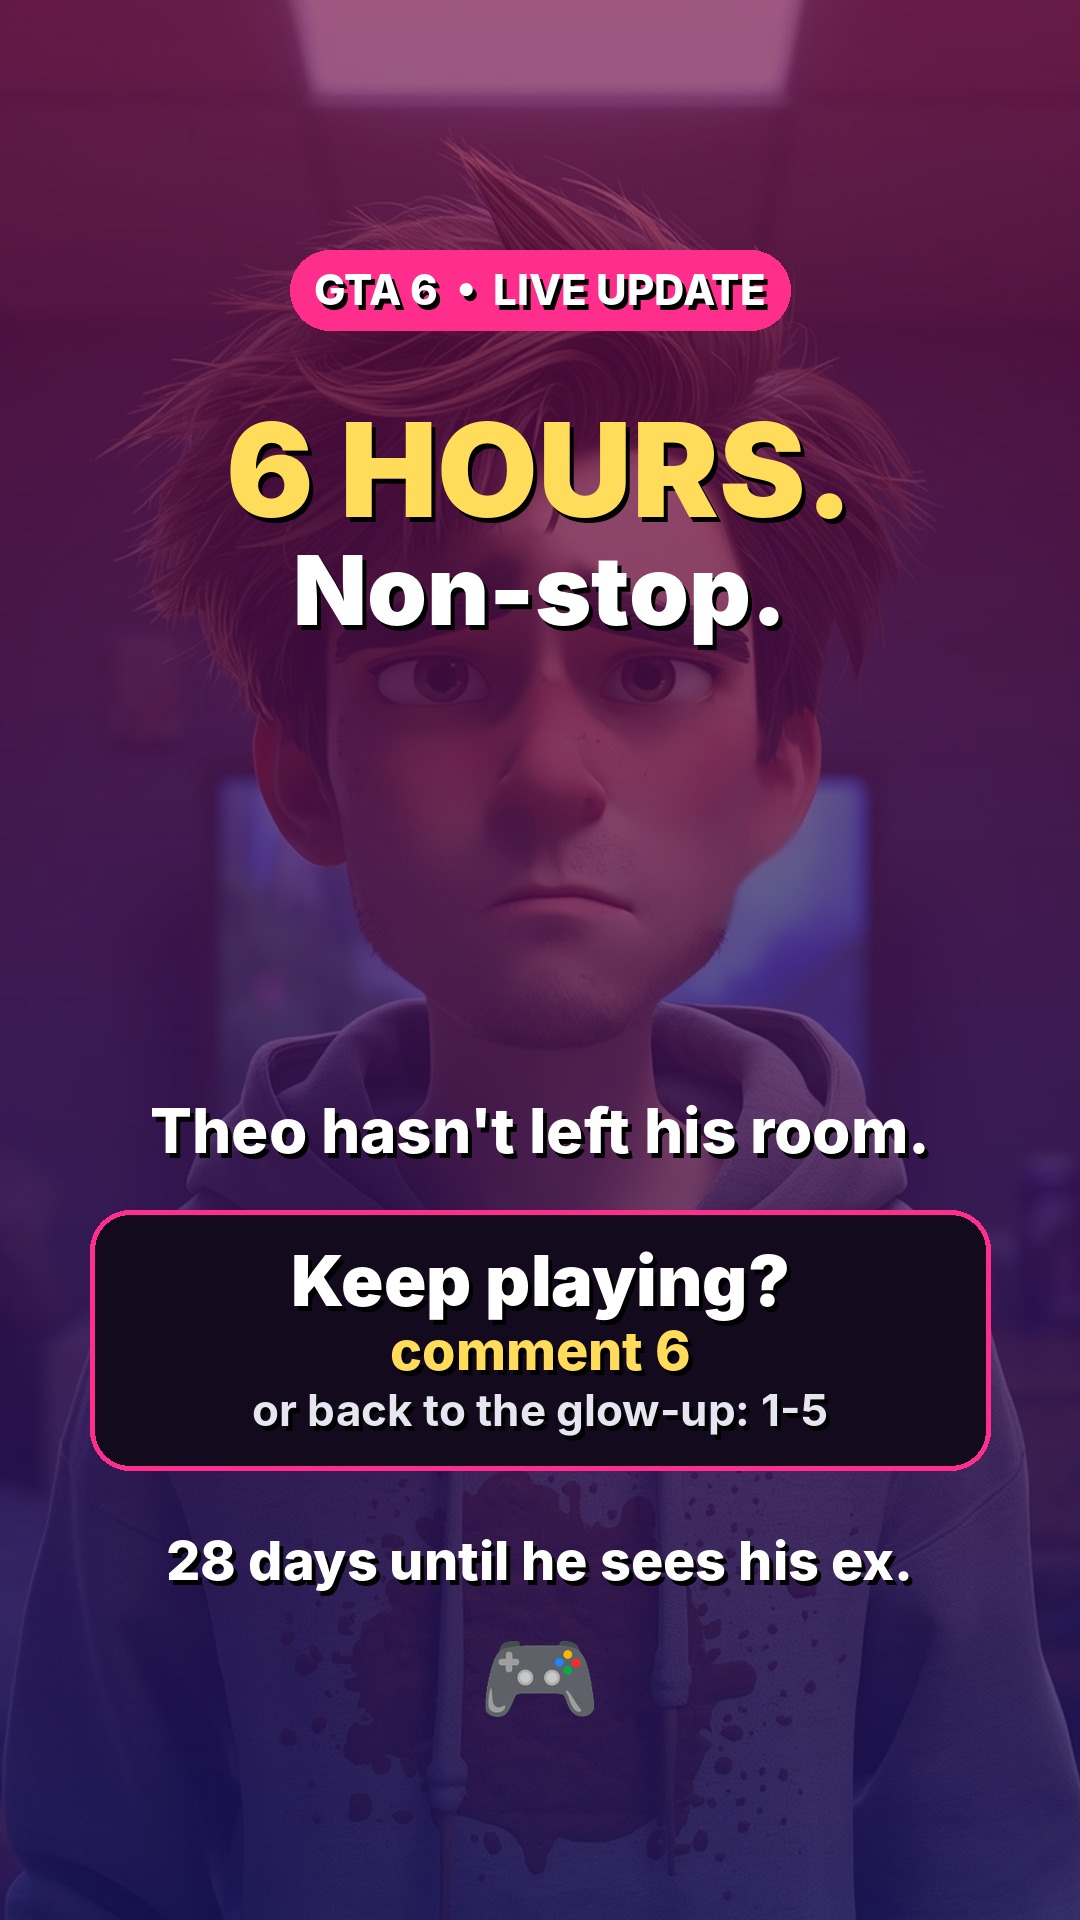 GTA 6 • LIVE UPDATE
6 HOURS.
Non-stop.
Theo hasn't left his room.
Keep playing?
comment 6
or back to the glow-up: 1-5
28 days until he sees his ex.